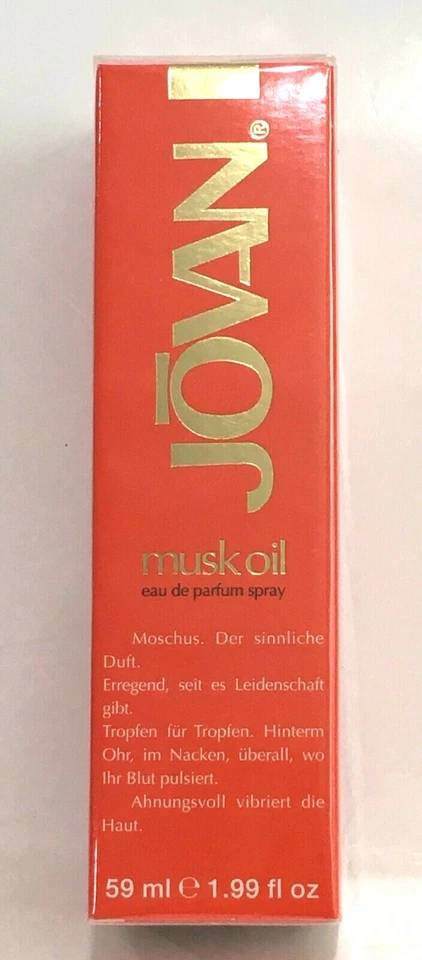 JŌVAN®
musk oil
eau de parfum spray
Moschus. Der sinnliche
Duft.
Erregend, seit es Leidenschaft
gibt.
Tropfen für Tropfen. Hinterm
Ohr, im Nacken, überall, wo
Ihr Blut pulsiert.
Ahnungsvoll vibriert die
Haut.
59 ml ℮ 1.99 fl oz